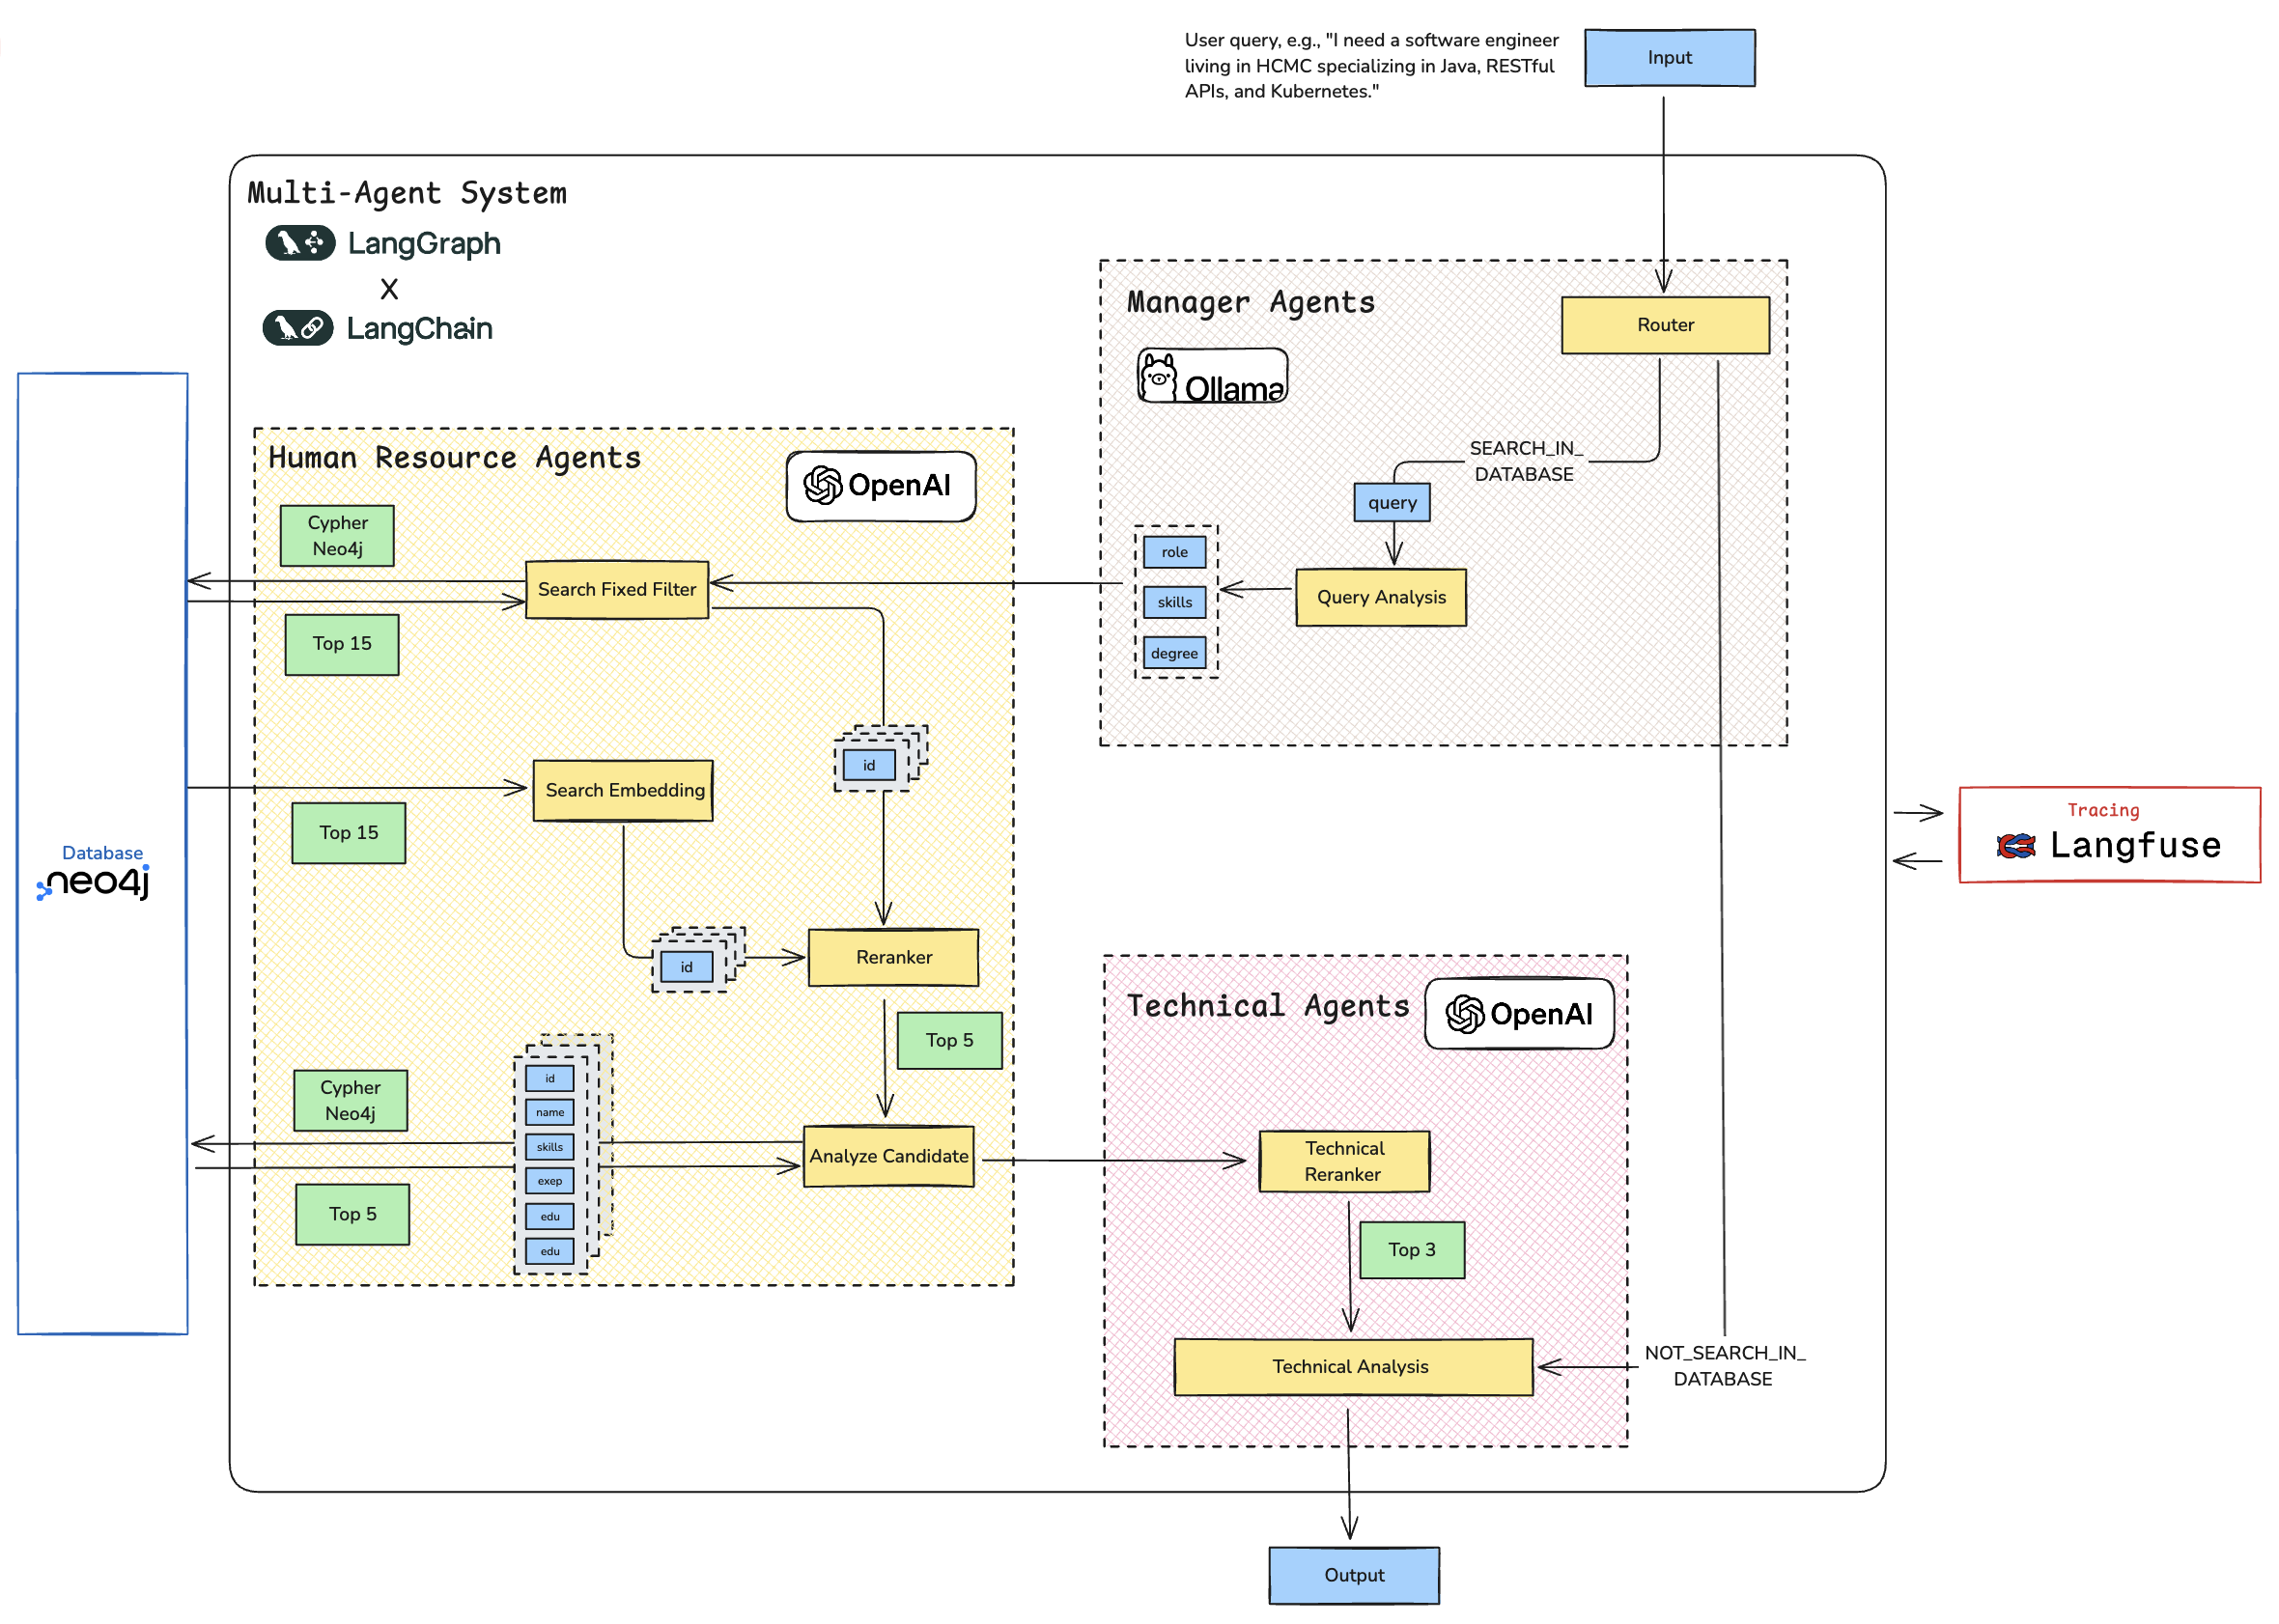 User query, e.g., "I need a software engineer
living in HCMC specializing in Java, RESTful
APIs, and Kubernetes."
Input
Multi-Agent System
LangGraph
X
LangChain
Manager Agents
Ollama
Router
SEARCH_IN_
DATABASE
query
Query Analysis
role
skills
degree
Human Resource Agents
OpenAI
Cypher
Neo4j
Search Fixed Filter
Top 15
id
Search Embedding
Top 15
Database
neo4j
id
Reranker
Top 5
Cypher
Neo4j
id
name
skills
exep
edu
edu
Analyze Candidate
Top 5
Tracing
Langfuse
Technical Agents
OpenAI
Technical
Reranker
Top 3
Technical Analysis
NOT_SEARCH_IN_
DATABASE
Output